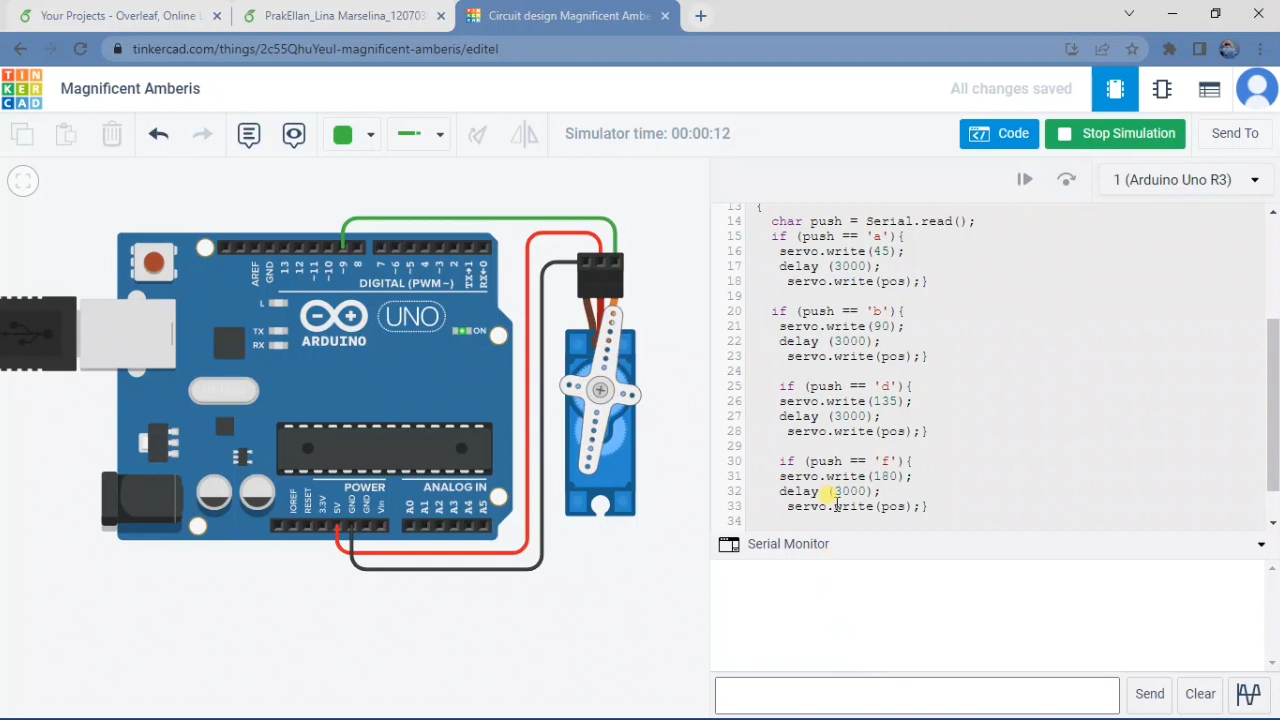 Your Projects - Overleaf, Online L
PrakEllan_Lina Marselina_120703
Circuit design Magnificent Ambe
tinkercad.com/things/2c55QhuYeuI-magnificent-amberis/editel
TIN
KER
CAD
Magnificent Amberis
All changes saved
Simulator time: 00:00:12
Code
Stop Simulation
Send To
1 (Arduino Uno R3)
AREF
GND
13
12
~11
~10
~9
8
7
~6
~5
4
~3
2
TX→1
RX←0
DIGITAL (PWM~)
L
TX
RX
ARDUINO
UNO
ON
POWER
ANALOG IN
IOREF
RESET
3.3V
5V
GND
GND
Vin
A0
A1
A2
A3
A4
A5
13 {
14 char push = Serial.read();
15 if (push == 'a'){
16 servo.write(45);
17 delay (3000);
18 servo.write(pos);}
19
20 if (push == 'b'){
21 servo.write(90);
22 delay (3000);
23 servo.write(pos);}
24
25 if (push == 'd'){
26 servo.write(135);
27 delay (3000);
28 servo.write(pos);}
29
30 if (push == 'f'){
31 servo.write(180);
32 delay (3000);
33 servo.write(pos);}
34
Serial Monitor
Send
Clear